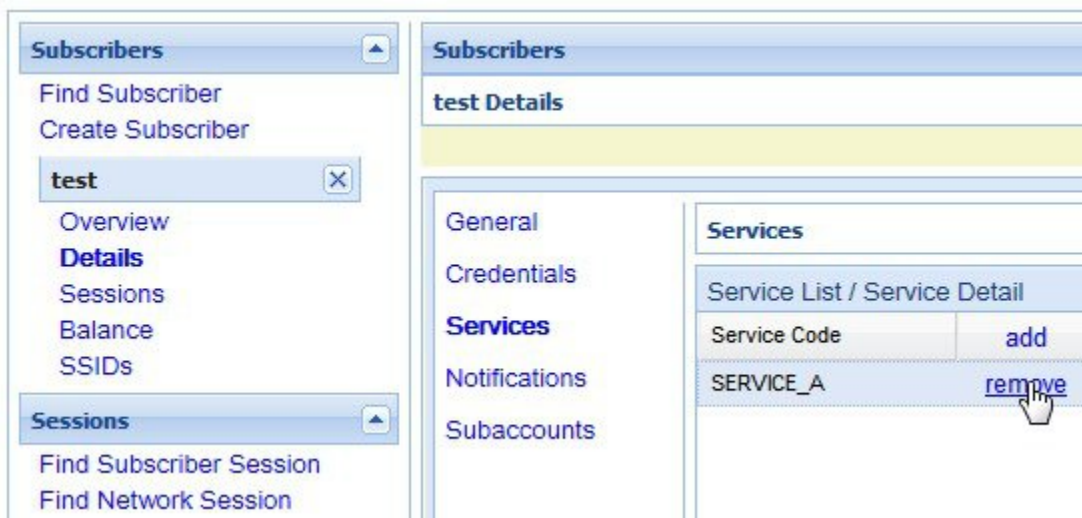 Subscribers
Find Subscriber
Create Subscriber
test
Overview
Details
Sessions
Balance
SSIDs
Sessions
Find Subscriber Session
Find Network Session
Subscribers
test Details
General
Credentials
Services
Notifications
Subaccounts
Services
Service List / Service Detail
Service Code add
SERVICE_A remove